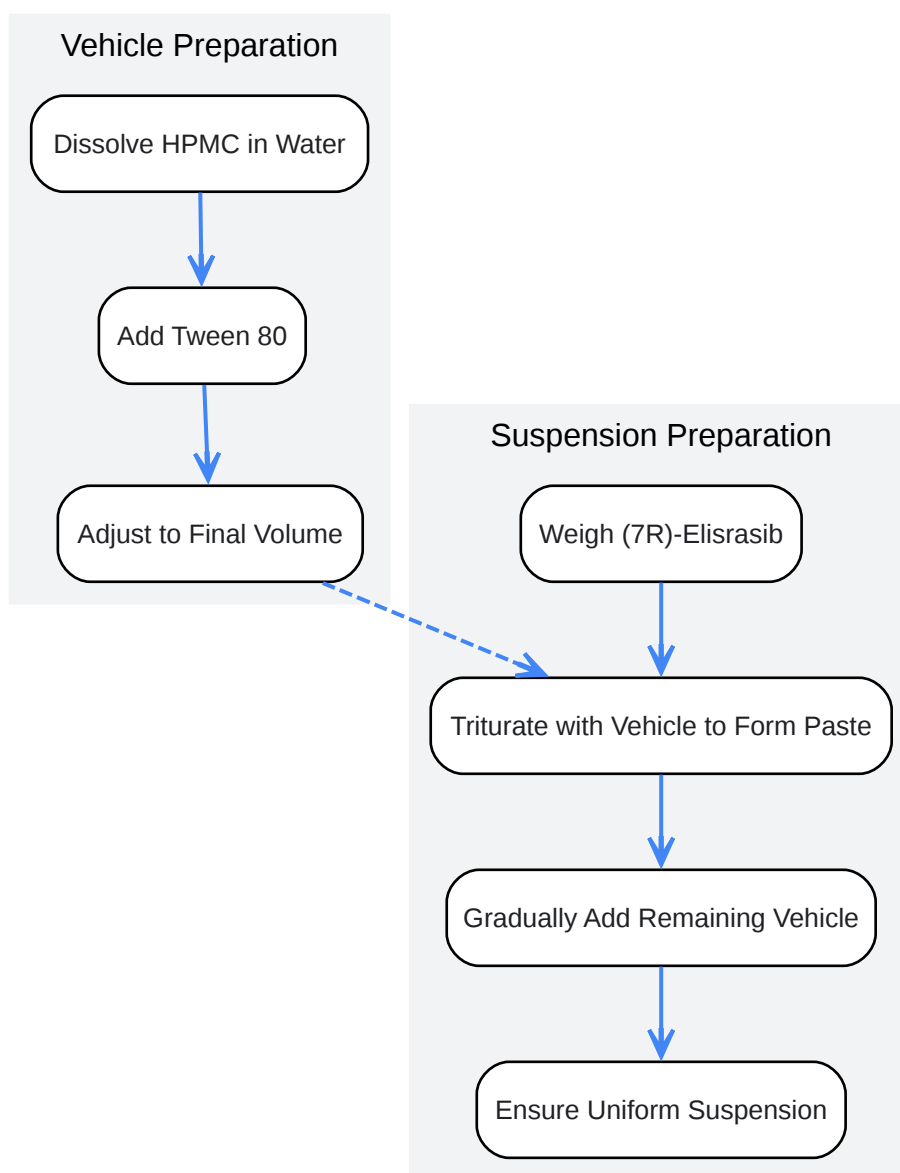 Vehicle Preparation
Dissolve HPMC in Water
Add Tween 80
Adjust to Final Volume
Suspension Preparation
Weigh (7R)-Elisrasib
Triturate with Vehicle to Form Paste
Gradually Add Remaining Vehicle
Ensure Uniform Suspension